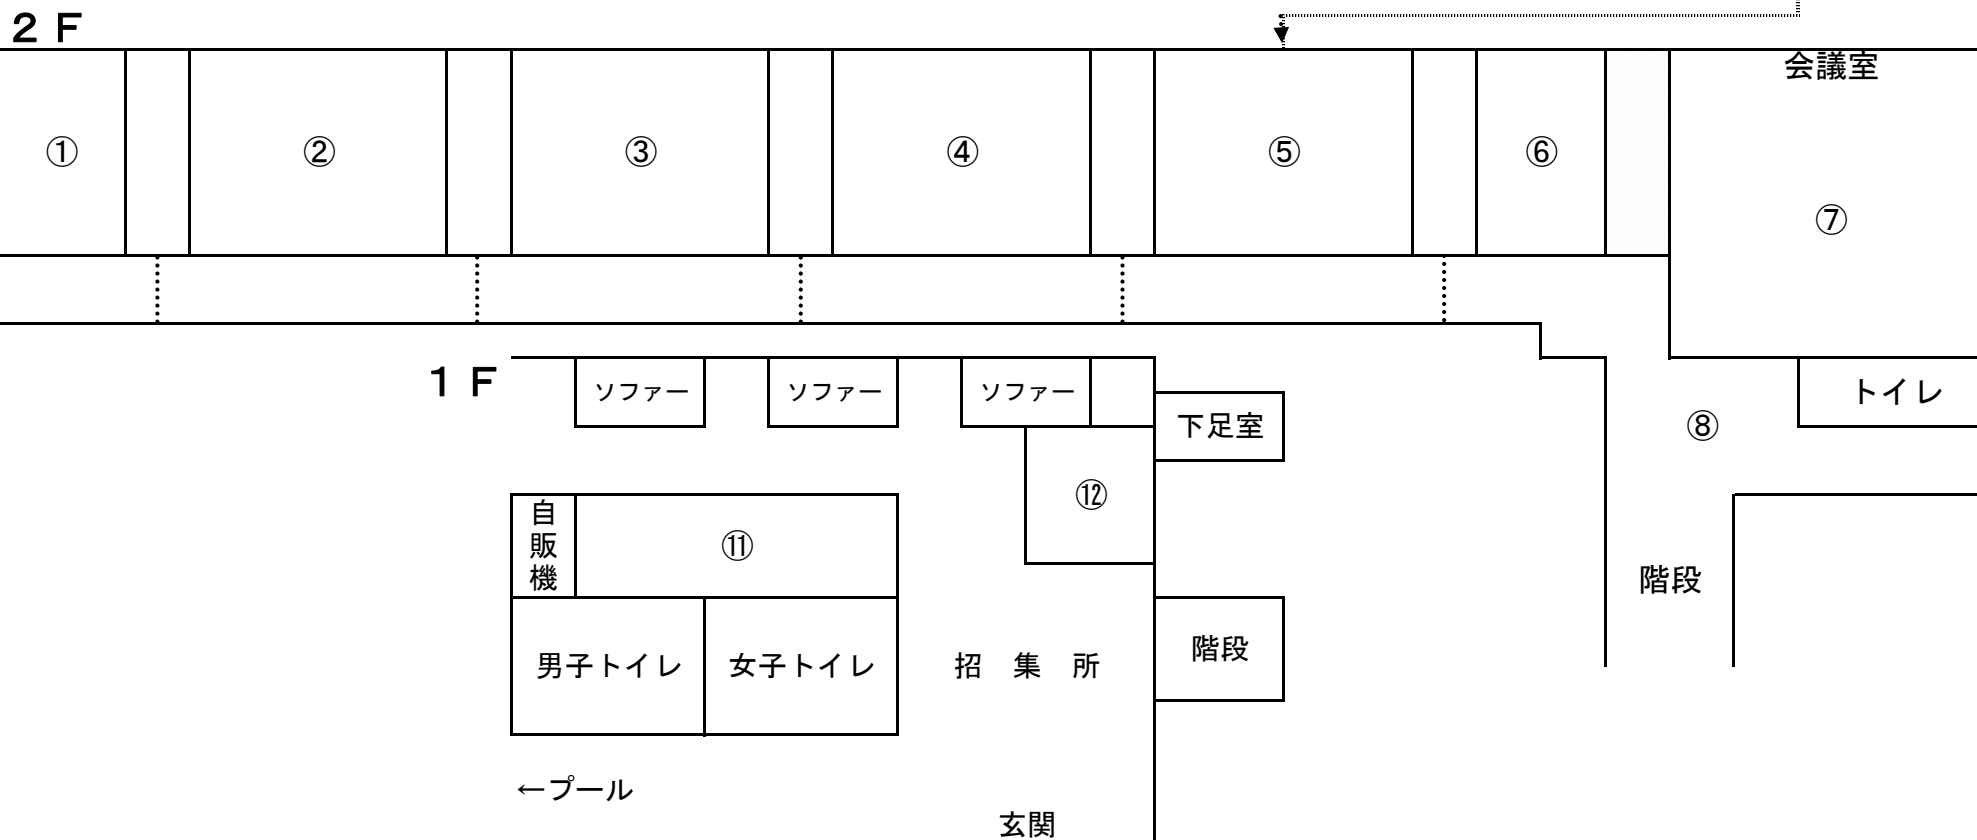 ２Ｆ
会議室
①
②
③
④
⑤
⑥
⑦
１Ｆ
ソファー
ソファー
ソファー
下足室
トイレ
⑧
⑫
自販機
⑪
階段
男子トイレ
女子トイレ
招　集　所
階段
←プール
玄関